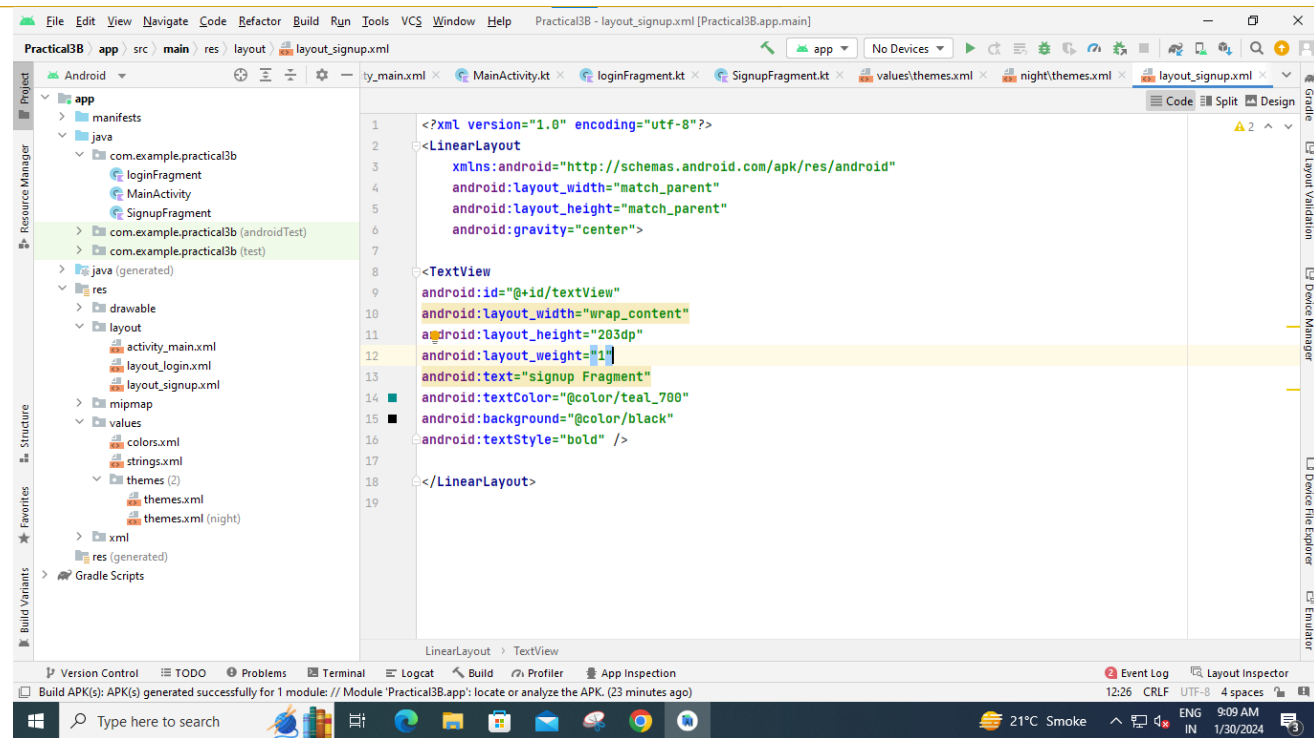 File Edit View Navigate Code Refactor Build Run Tools VCS Window Help Practical3B - layout_signup.xml [Practical3B.app.main]
Practical3B app src main res layout layout_signup.xml app No Devices
Project
Android
ty_main.xml MainActivity.kt loginFragment.kt SignupFragment.kt values\themes.xml night\themes.xml layout_signup.xml
Code Split Design
app
manifests
java
com.example.practical3b
loginFragment
MainActivity
SignupFragment
com.example.practical3b (androidTest)
com.example.practical3b (test)
java (generated)
res
drawable
layout
activity_main.xml
layout_login.xml
layout_signup.xml
mipmap
values
colors.xml
strings.xml
themes (2)
themes.xml
themes.xml (night)
xml
res (generated)
Gradle Scripts
Resource Manager
Structure
Favorites
Build Variants
1 <?xml version="1.0" encoding="utf-8"?>
2 <LinearLayout
3 xmlns:android="http://schemas.android.com/apk/res/android"
4 android:layout_width="match_parent"
5 android:layout_height="match_parent"
6 android:gravity="center">
7
8 <TextView
9 android:id="@+id/textView"
10 android:layout_width="wrap_content"
11 android:layout_height="203dp"
12 android:layout_weight="1"
13 android:text="signup Fragment"
14 android:textColor="@color/teal_700"
15 android:background="@color/black"
16 android:textStyle="bold" />
17
18 </LinearLayout>
19
2
Gradle
Layout Validation
Device Manager
Device File Explorer
Emulator
LinearLayout TextView
Version Control TODO Problems Terminal Logcat Build Profiler App Inspection 2 Event Log Layout Inspector
Build APK(s): APK(s) generated successfully for 1 module: // Module 'Practical3B.app': locate or analyze the APK. (23 minutes ago) 12:26 CRLF UTF-8 4 spaces
Type here to search 21°C Smoke ENG IN 9:09 AM 1/30/2024 3